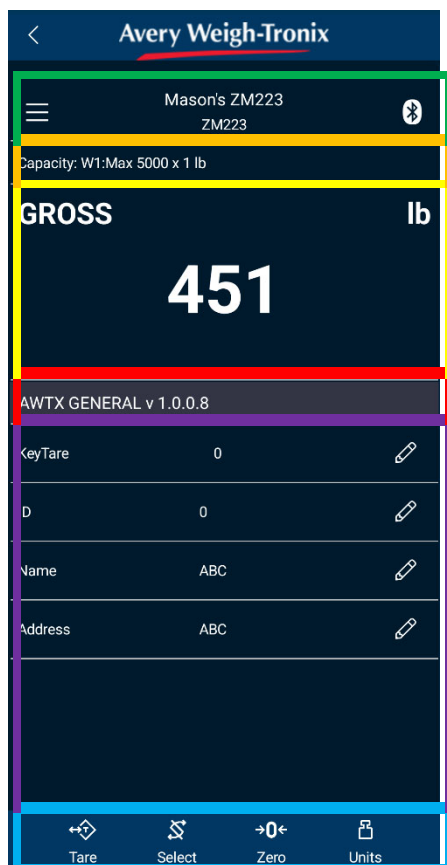 Avery Weigh-Tronix
Mason's ZM223
ZM223
Capacity: W1:Max 5000 x 1 lb
GROSS lb
451
AWTX GENERAL v 1.0.0.8
KeyTare 0
ID 0
Name ABC
Address ABC
Tare Select Zero Units